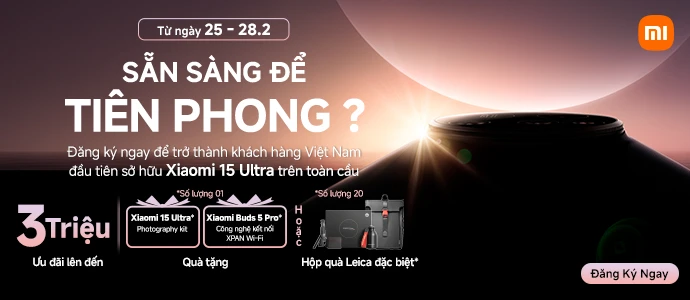 Từ ngày 25 - 28.2
mi
SẴN SÀNG ĐỂ
TIÊN PHONG ?
Đăng ký ngay để trở thành khách hàng Việt Nam
đầu tiên sở hữu Xiaomi 15 Ultra trên toàn cầu
*Số lượng 01
*Số lượng 20
3 Triệu
Ưu đãi lên đến
Xiaomi 15 Ultra*
Photography kit
Xiaomi Buds 5 Pro*
Công nghệ kết nối
XPAN Wi-Fi
Quà tặng
Hoặc
Hộp quà Leica đặc biệt*
Đăng Ký Ngay